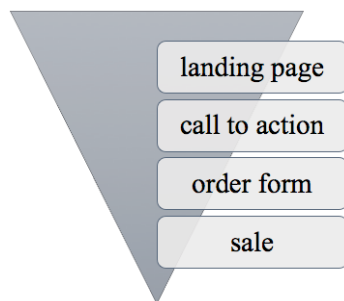 landing page
call to action
order form
sale